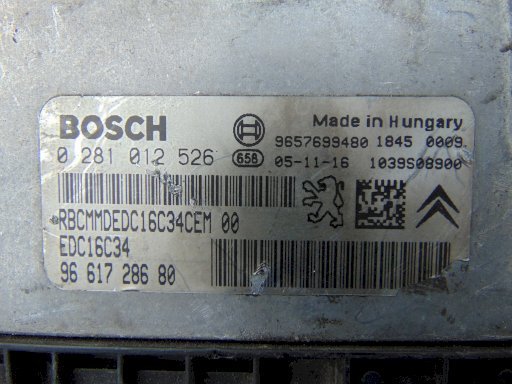 Made in Hungary
BOSCH
9657699480 1845 0009
0 281 012 526 658 05-11-16 1039S08900
RBCMMDEDC16C34CEM 00
EDC16C34
96 617 286 80